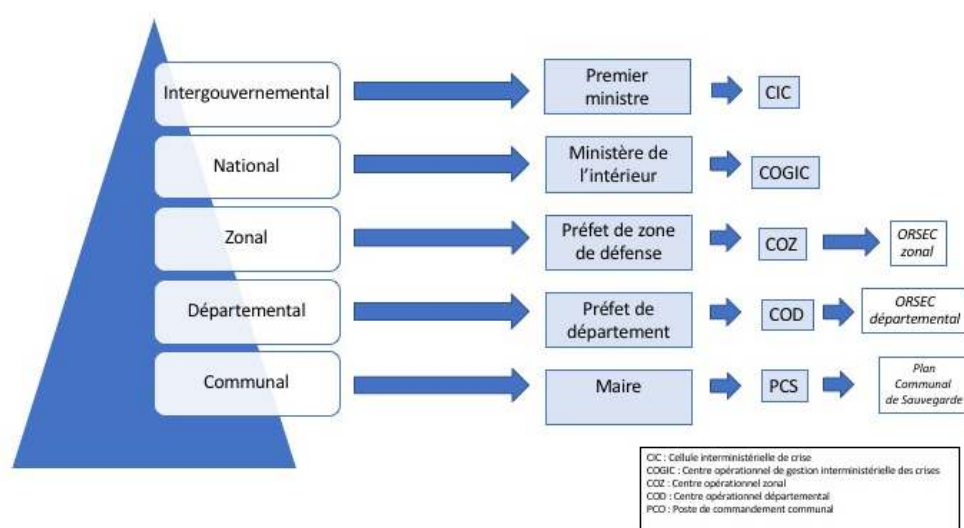 Intergouvernemental
Premier
ministre
CIC
National
Ministère de
l'intérieur
COGIC
Zonal
Préfet de zone
de défense
COZ
ORSEC
zonal
Départemental
Préfet de
département
COD
ORSEC
départemental
Communal
Maire
PCS
Plan
Communal
de Sauvegarde
CIC : Cellule interministérielle de crise
COGIC : Centre opérationnel de gestion interministérielle des crises
COZ : Centre opérationnel zonal
COD : Centre opérationnel départemental
PCO : Poste de commandement communal